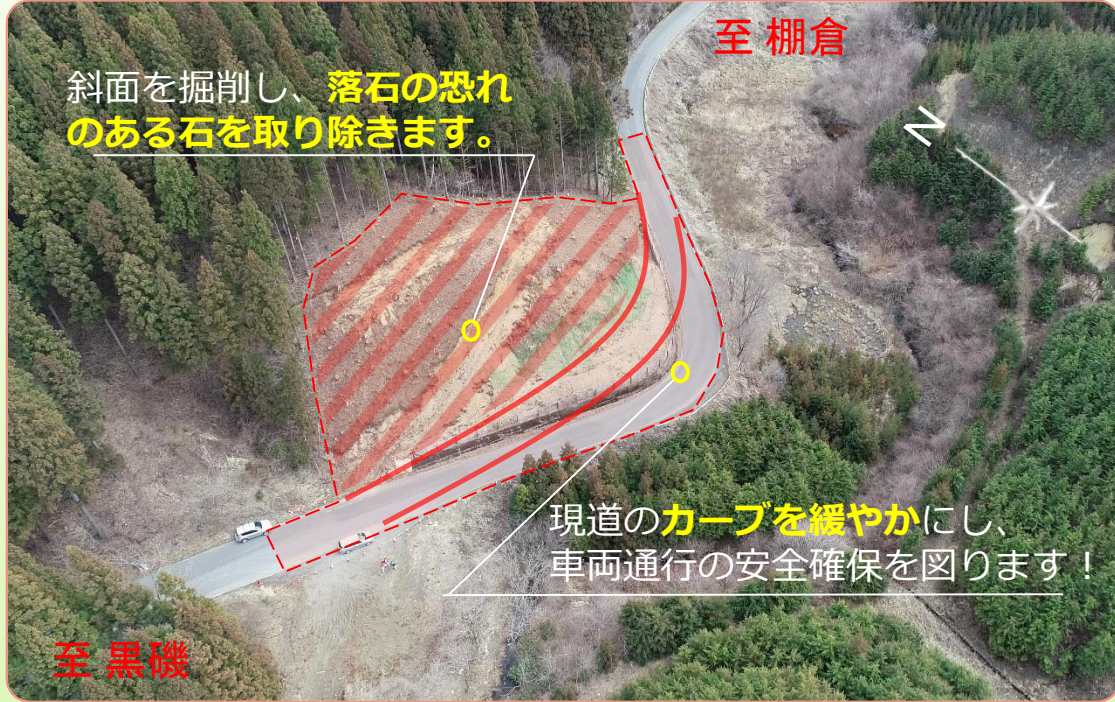 至 棚倉
斜面を掘削し、落石の恐れ
のある石を取り除きます。
N
現道のカーブを緩やかにし、
車両通行の安全確保を図ります！
至 黒磯